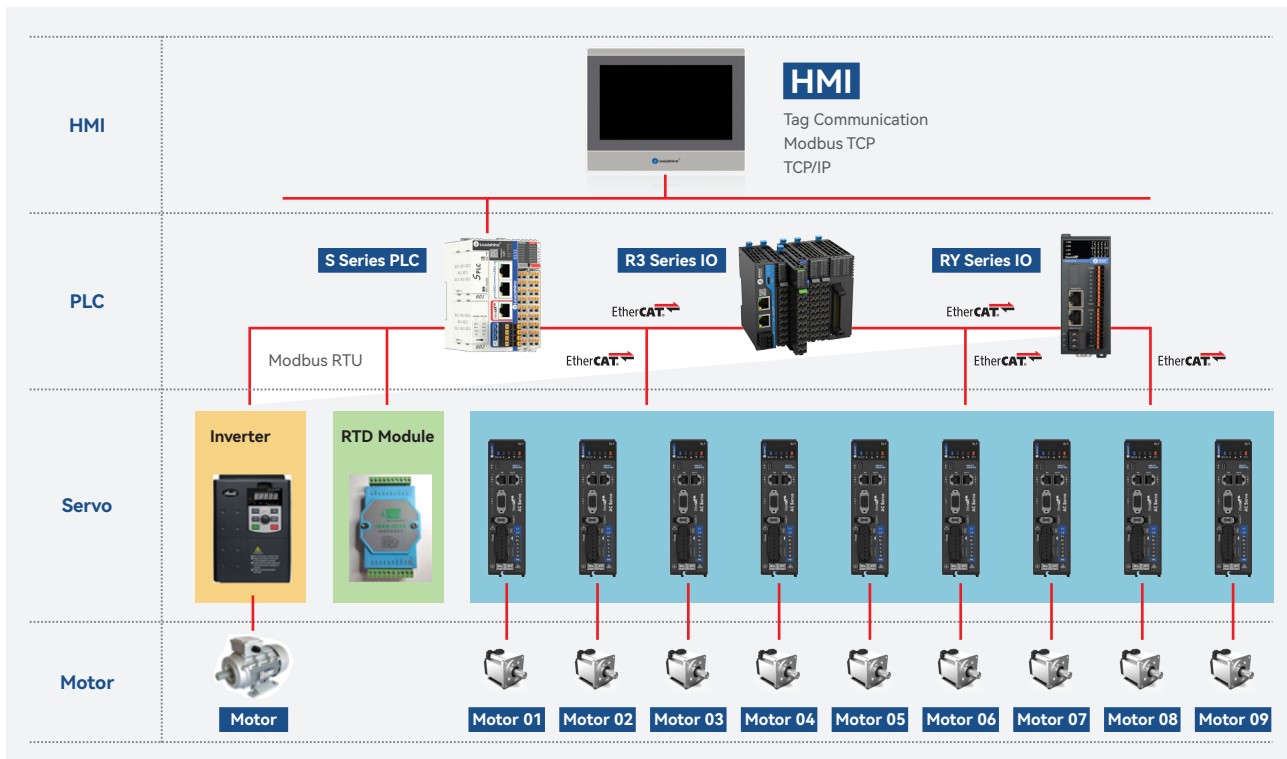 HMI
HMI
Tag Communication
Modbus TCP
TCP/IP
PLC
S Series PLC
R3 Series IO
RY Series IO
EtherCAT
EtherCAT
Modbus RTU
EtherCAT
EtherCAT
EtherCAT
Servo
Inverter
RTD Module
Motor
Motor
Motor 01
Motor 02
Motor 03
Motor 04
Motor 05
Motor 06
Motor 07
Motor 08
Motor 09